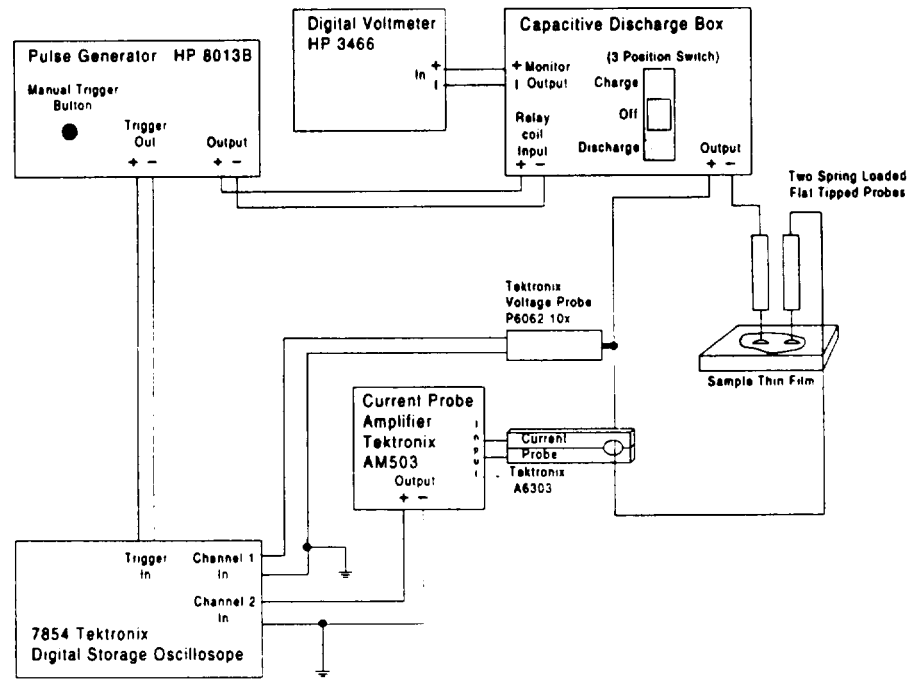 Pulse Generator HP 8013B
Manual Trigger
Button
Trigger
Out
+ −
Output
+ −
Digital Voltmeter
HP 3466
In
+
−
Capacitive Discharge Box
(3 Position Switch)
+ Monitor
− Output
Charge
Off
Discharge
Relay
coil
Input
+ −
Output
+ −
Two Spring Loaded
Flat Tipped Probes
Tektronix
Voltage Probe
P6062 10x
Sample Thin Film
Current Probe
Amplifier
Tektronix
AM503
Input
Output
+ −
Current
Probe
Tektronix
A6303
Trigger
In
Channel 1
In
Channel 2
In
7854 Tektronix
Digital Storage Oscillosope